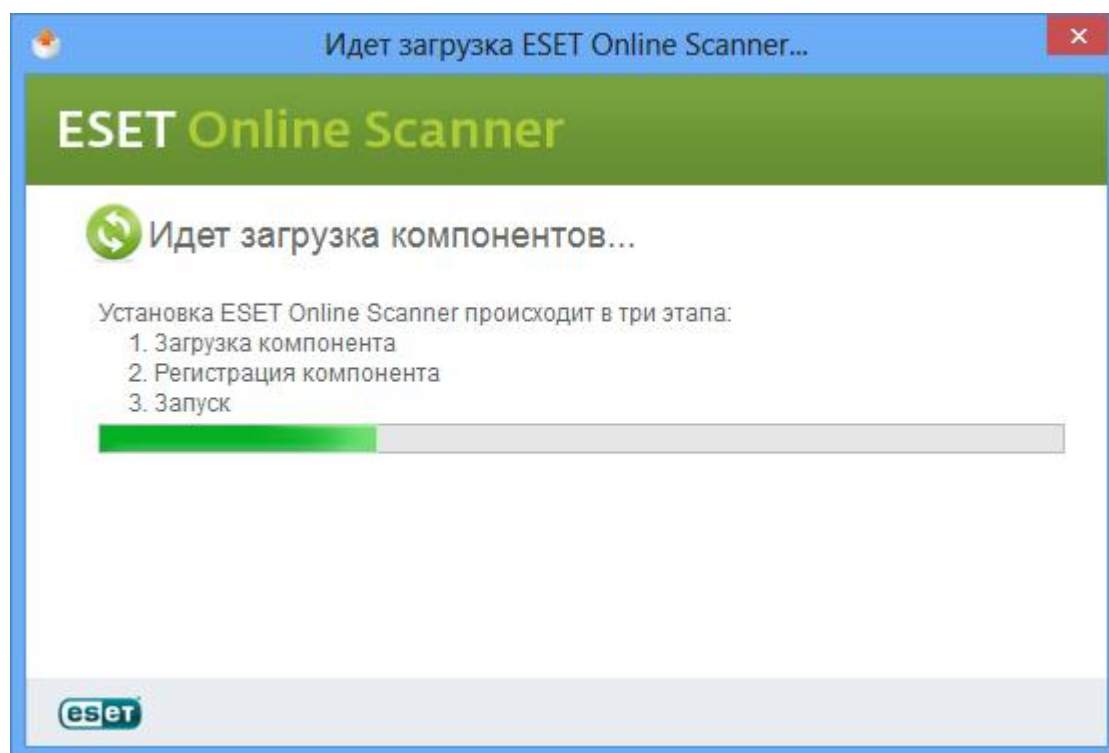 Идет загрузка ESET Online Scanner...
ESET Online Scanner
Идет загрузка компонентов...
Установка ESET Online Scanner происходит в три этапа:
1. Загрузка компонента
2. Регистрация компонента
3. Запуск
eseT